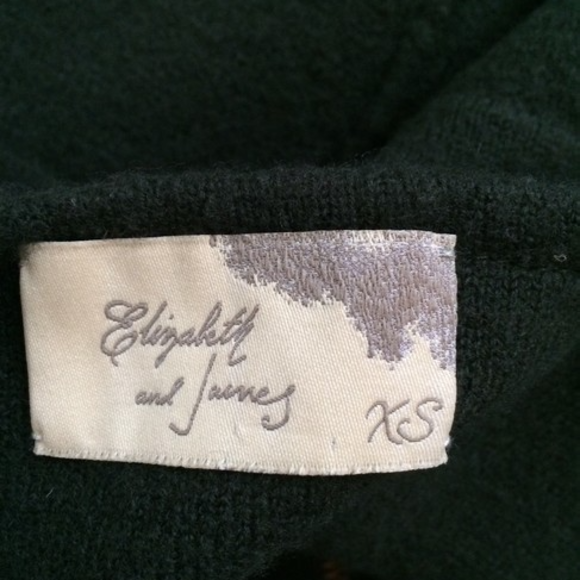 Elizabeth
and James
XS